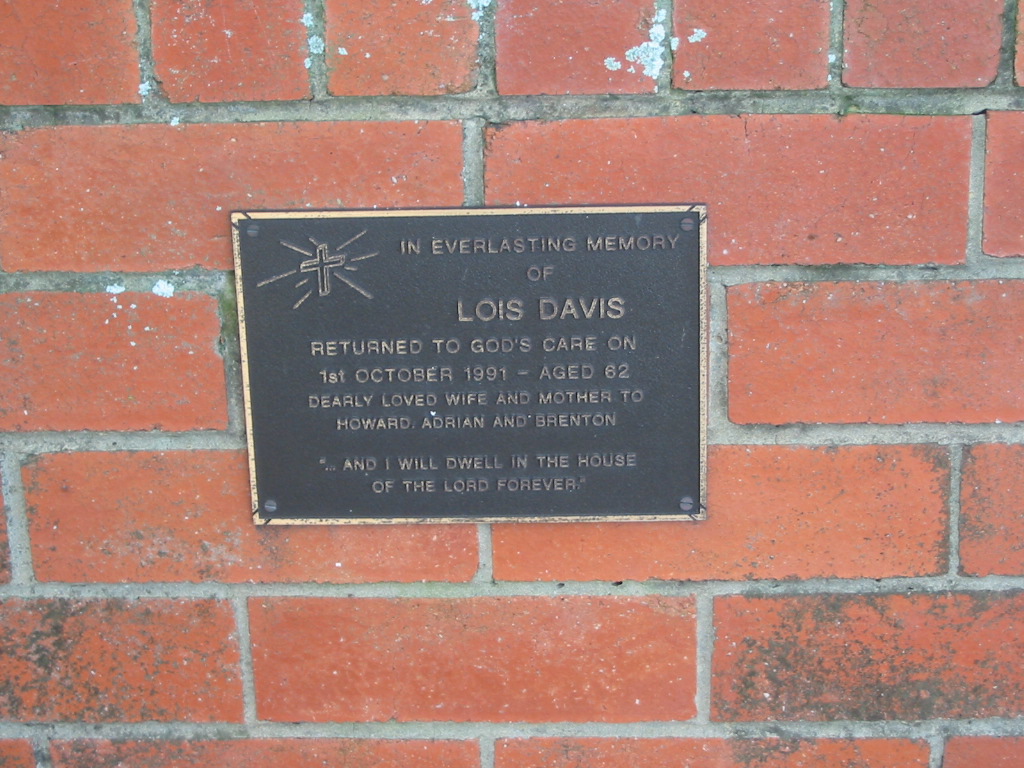 IN EVERLASTING MEMORY
OF
LOIS DAVIS
RETURNED TO GOD'S CARE ON
1st OCTOBER 1991 - AGED 62
DEARLY LOVED WIFE AND MOTHER TO
HOWARD, ADRIAN AND BRENTON
"... AND I WILL DWELL IN THE HOUSE
OF THE LORD FOREVER."